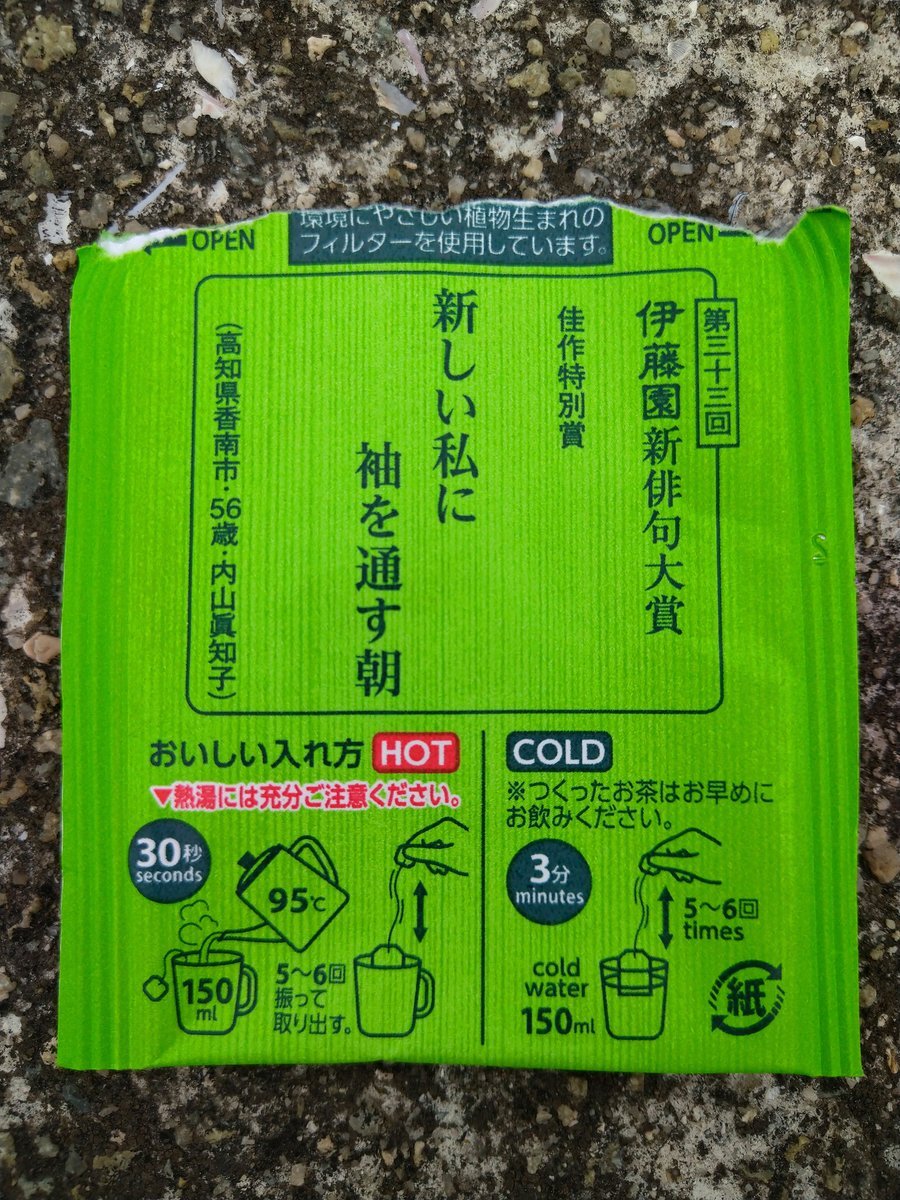 環境にやさしい植物生まれの
フィルターを使用しています。
OPEN
OPEN
第三十三回
伊藤園新俳句大賞
佳作特別賞
新しい私に
袖を通す朝
(高知県香南市・56歳・内山眞知子)
おいしい入れ方 HOT
▼熱湯には充分ご注意ください。
30秒
seconds
95℃
150
ml
5〜6回
振って
取り出す。
COLD
※つくったお茶はお早めに
お飲みください。
3分
minutes
5〜6回
times
cold
water
150ml
紙
S